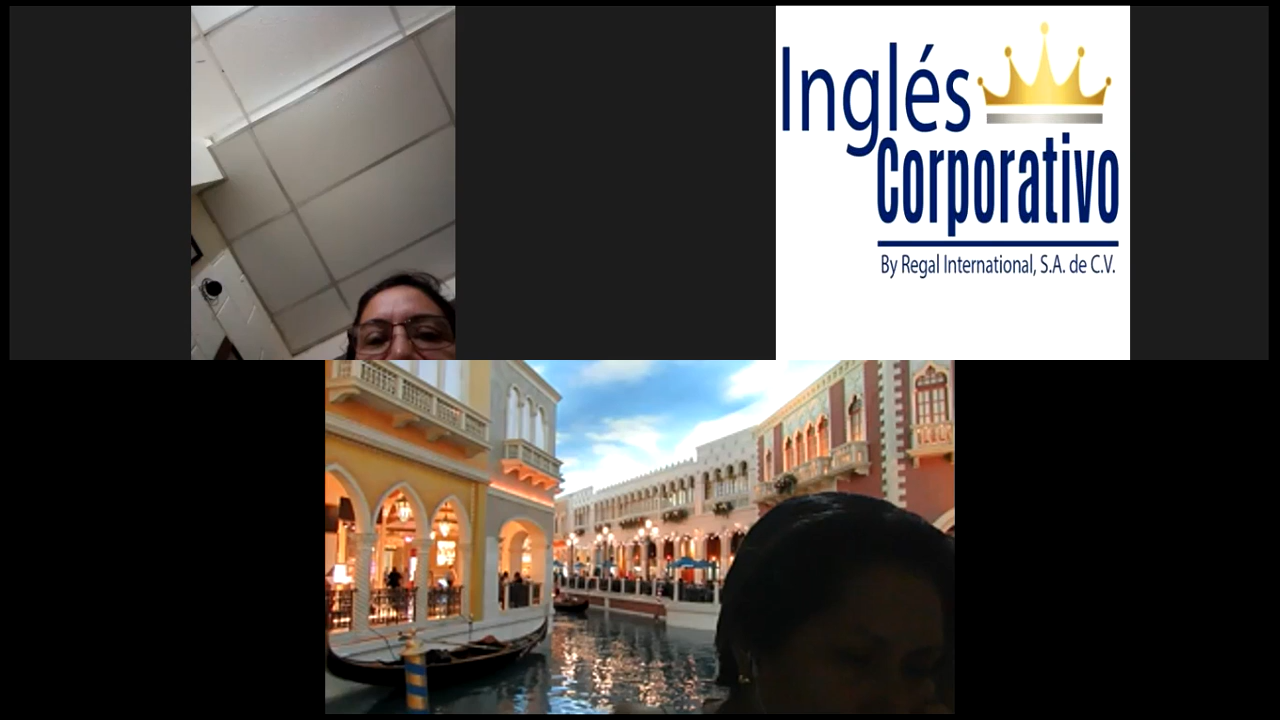 Inglés
Corporativo
By Regal International, S.A. de C.V.